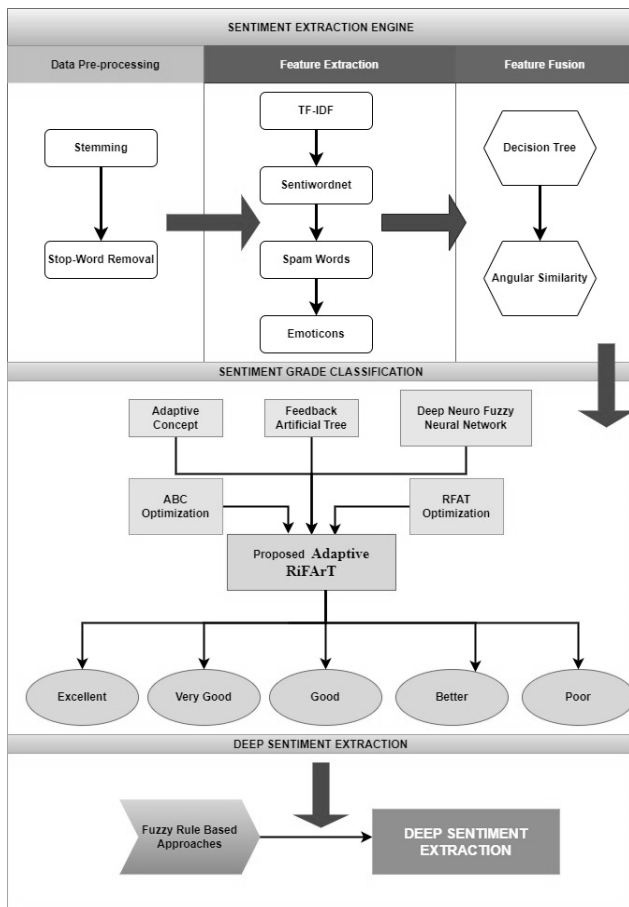 SENTIMENT EXTRACTION ENGINE
Data Pre-processing
Feature Extraction
Feature Fusion
Stemming
Stop-Word Removal
TF-IDF
Sentiwordnet
Spam Words
Emoticons
Decision Tree
Angular Similarity
SENTIMENT GRADE CLASSIFICATION
Adaptive
Concept
Feedback
Artificial Tree
Deep Neuro Fuzzy
Neural Network
ABC
Optimization
RFAT
Optimization
Proposed Adaptive
RiFArT
Excellent
Very Good
Good
Better
Poor
DEEP SENTIMENT EXTRACTION
Fuzzy Rule Based
Approaches
DEEP SENTIMENT
EXTRACTION